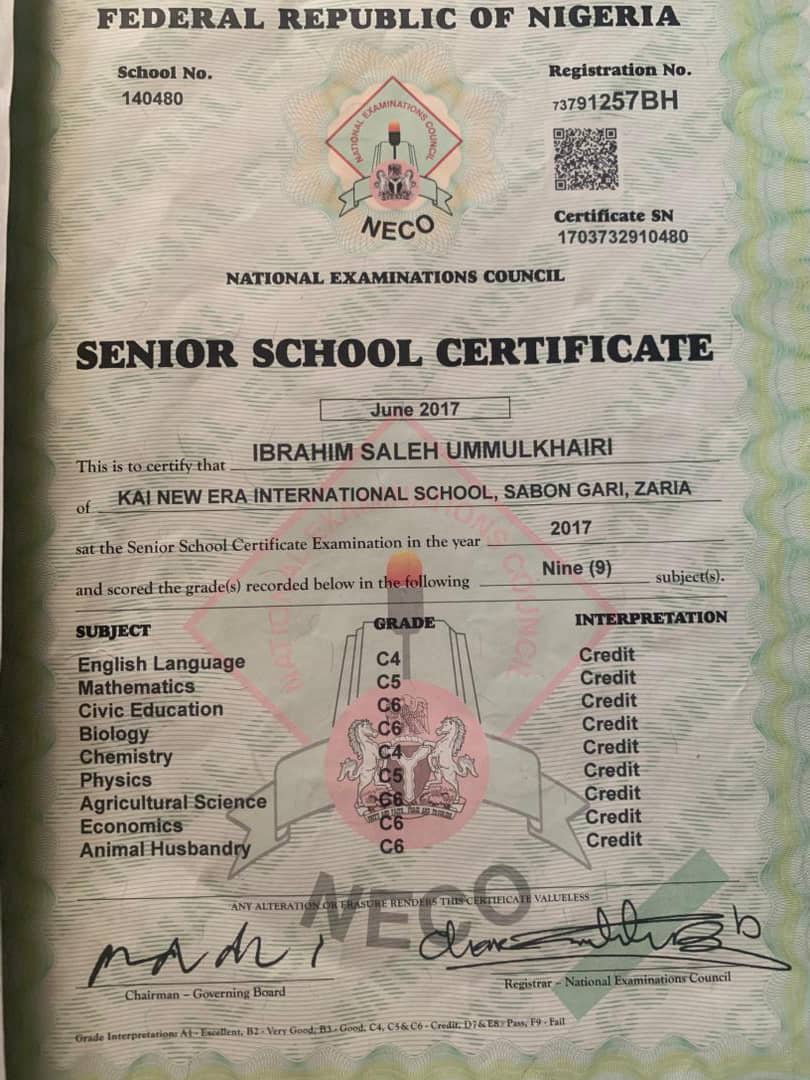 FEDERAL REPUBLIC OF NIGERIA
School No.
140480
Registration No.
73791257BH
NATIONAL EXAMINATIONS COUNCIL
NECO
Certificate SN
1703732910480
NATIONAL EXAMINATIONS COUNCIL
SENIOR SCHOOL CERTIFICATE
June 2017
This is to certify that IBRAHIM SALEH UMMULKHAIRI
of KAI NEW ERA INTERNATIONAL SCHOOL, SABON GARI, ZARIA
sat the Senior School Certificate Examination in the year 2017
and scored the grade(s) recorded below in the following Nine (9) subject(s).
NATIONAL EXAMINATIONS COUNCIL
SUBJECT GRADE INTERPRETATION
English Language C4 Credit
Mathematics C5 Credit
Civic Education C6 Credit
Biology C6 Credit
Chemistry C4 Credit
Physics C5 Credit
Agricultural Science C6 Credit
Economics C6 Credit
Animal Husbandry C6 Credit
NECO
ANY ALTERATION OR ERASURE RENDERS THIS CERTIFICATE VALUELESS
Chairman – Governing Board
Registrar – National Examinations Council
Grade Interpretation: A1 - Excellent, B2 - Very Good, B3 - Good, C4, C5 & C6 - Credit, D7 & E8 - Pass, F9 - Fail